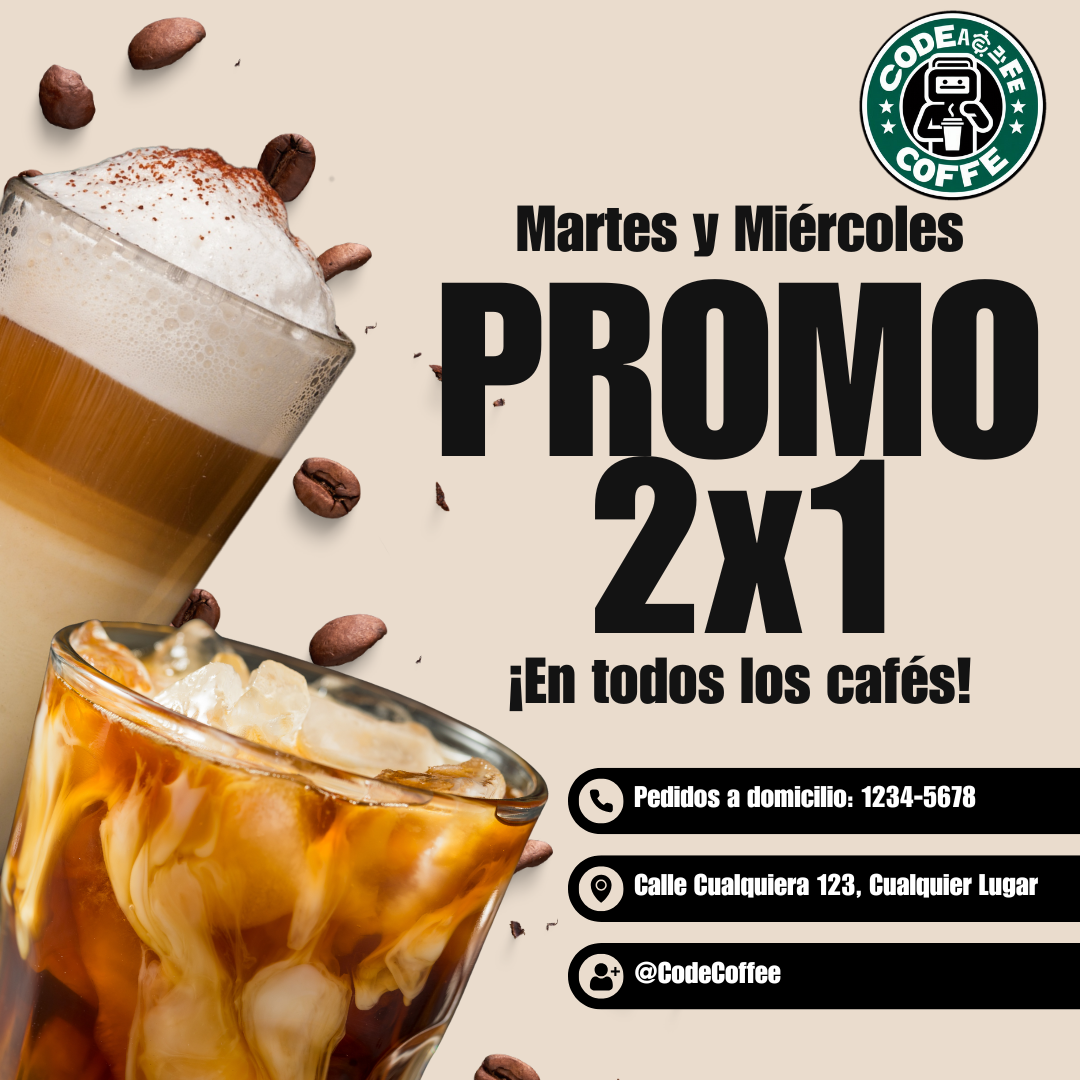 CODE
COFFE
Martes y Miércoles
PROMO
2x1
¡En todos los cafés!
Pedidos a domicilio: 1234-5678
Calle Cualquiera 123, Cualquier Lugar
@CodeCoffee